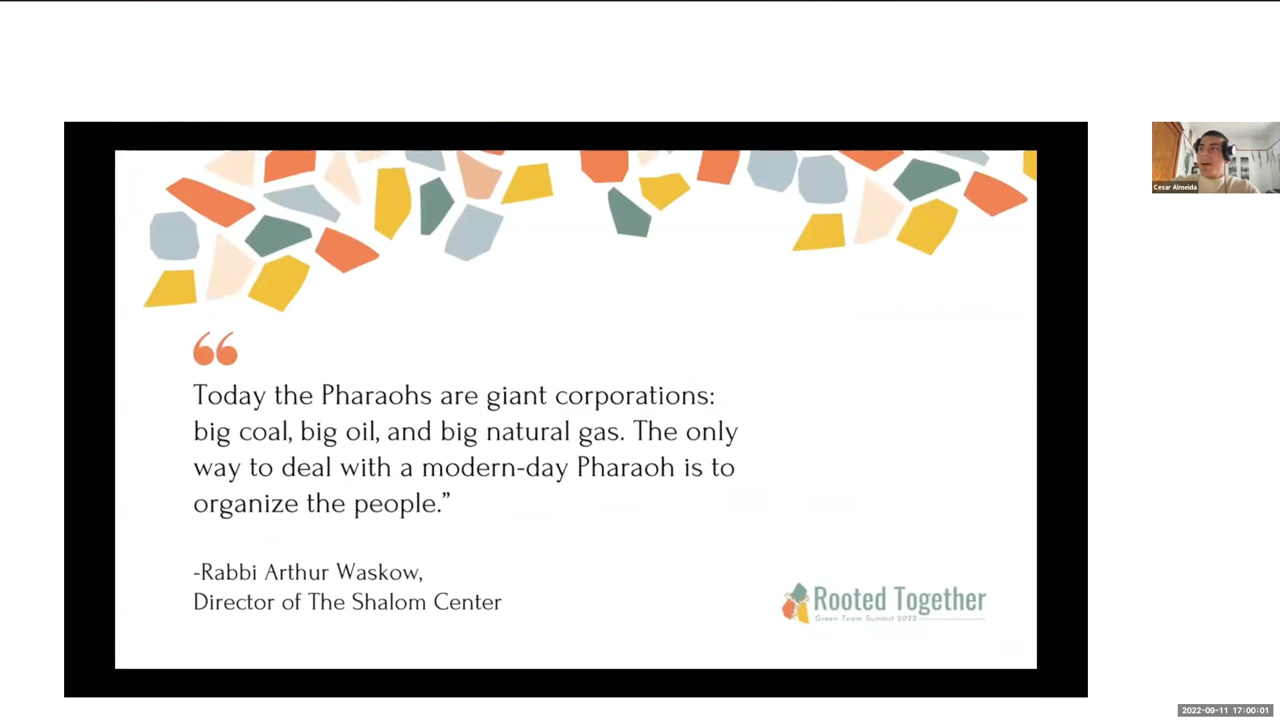 Cesar Almeida
“
Today the Pharaohs are giant corporations:
big coal, big oil, and big natural gas. The only
way to deal with a modern-day Pharaoh is to
organize the people.”
-Rabbi Arthur Waskow,
Director of The Shalom Center
Rooted Together
Green Team Summit 2022
2022-09-11 17:00:01